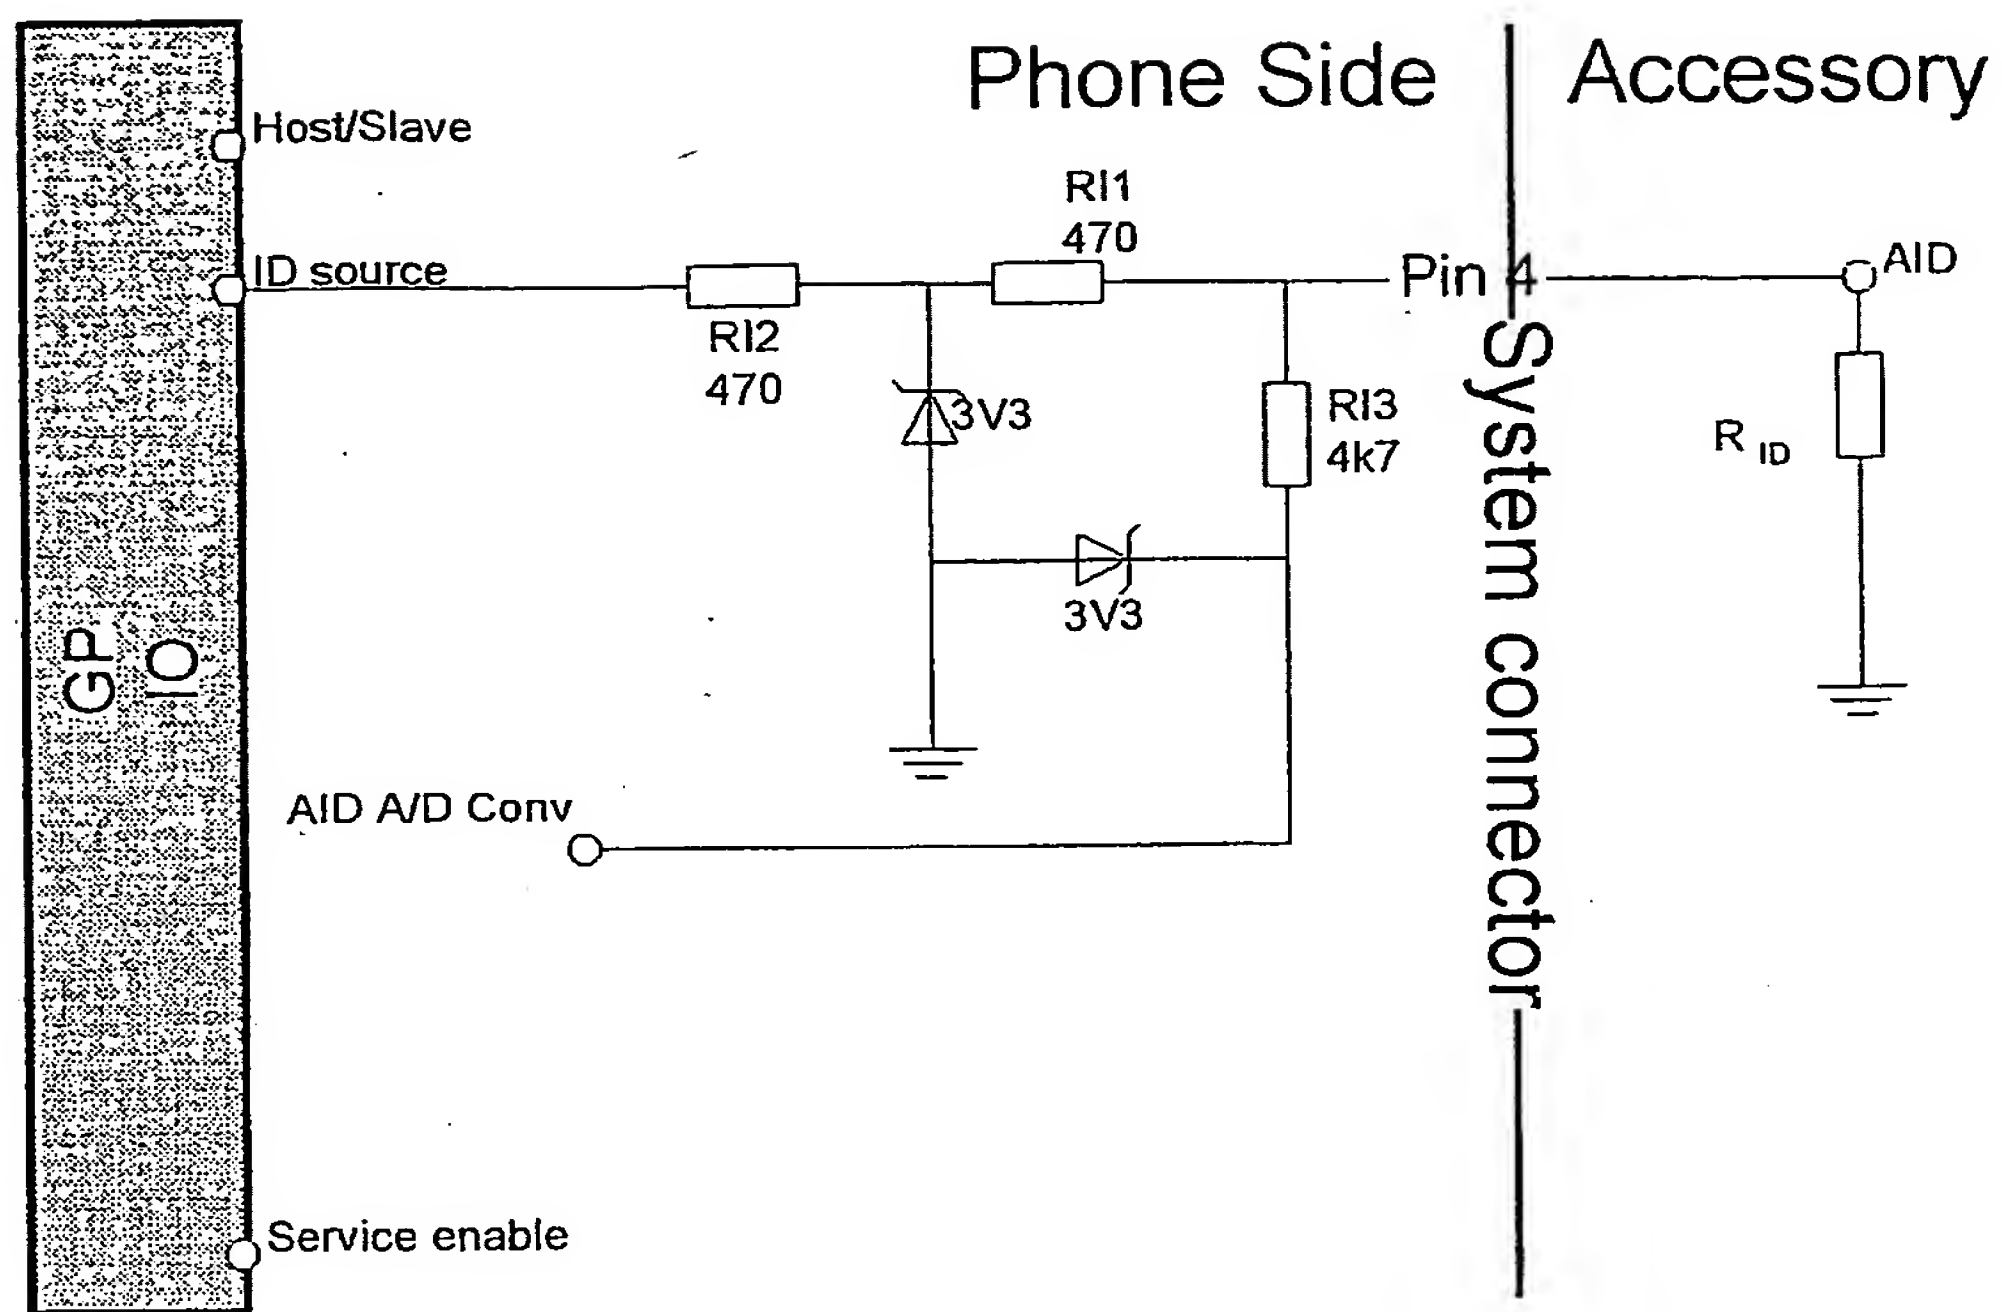 Phone Side
Accessory
Host/Slave
RI1
470
ID source
Pin 4
AID
RI2
470
3V3
RI3
4k7
R ID
System connector
3V3
GP
IO
AID A/D Conv
Service enable